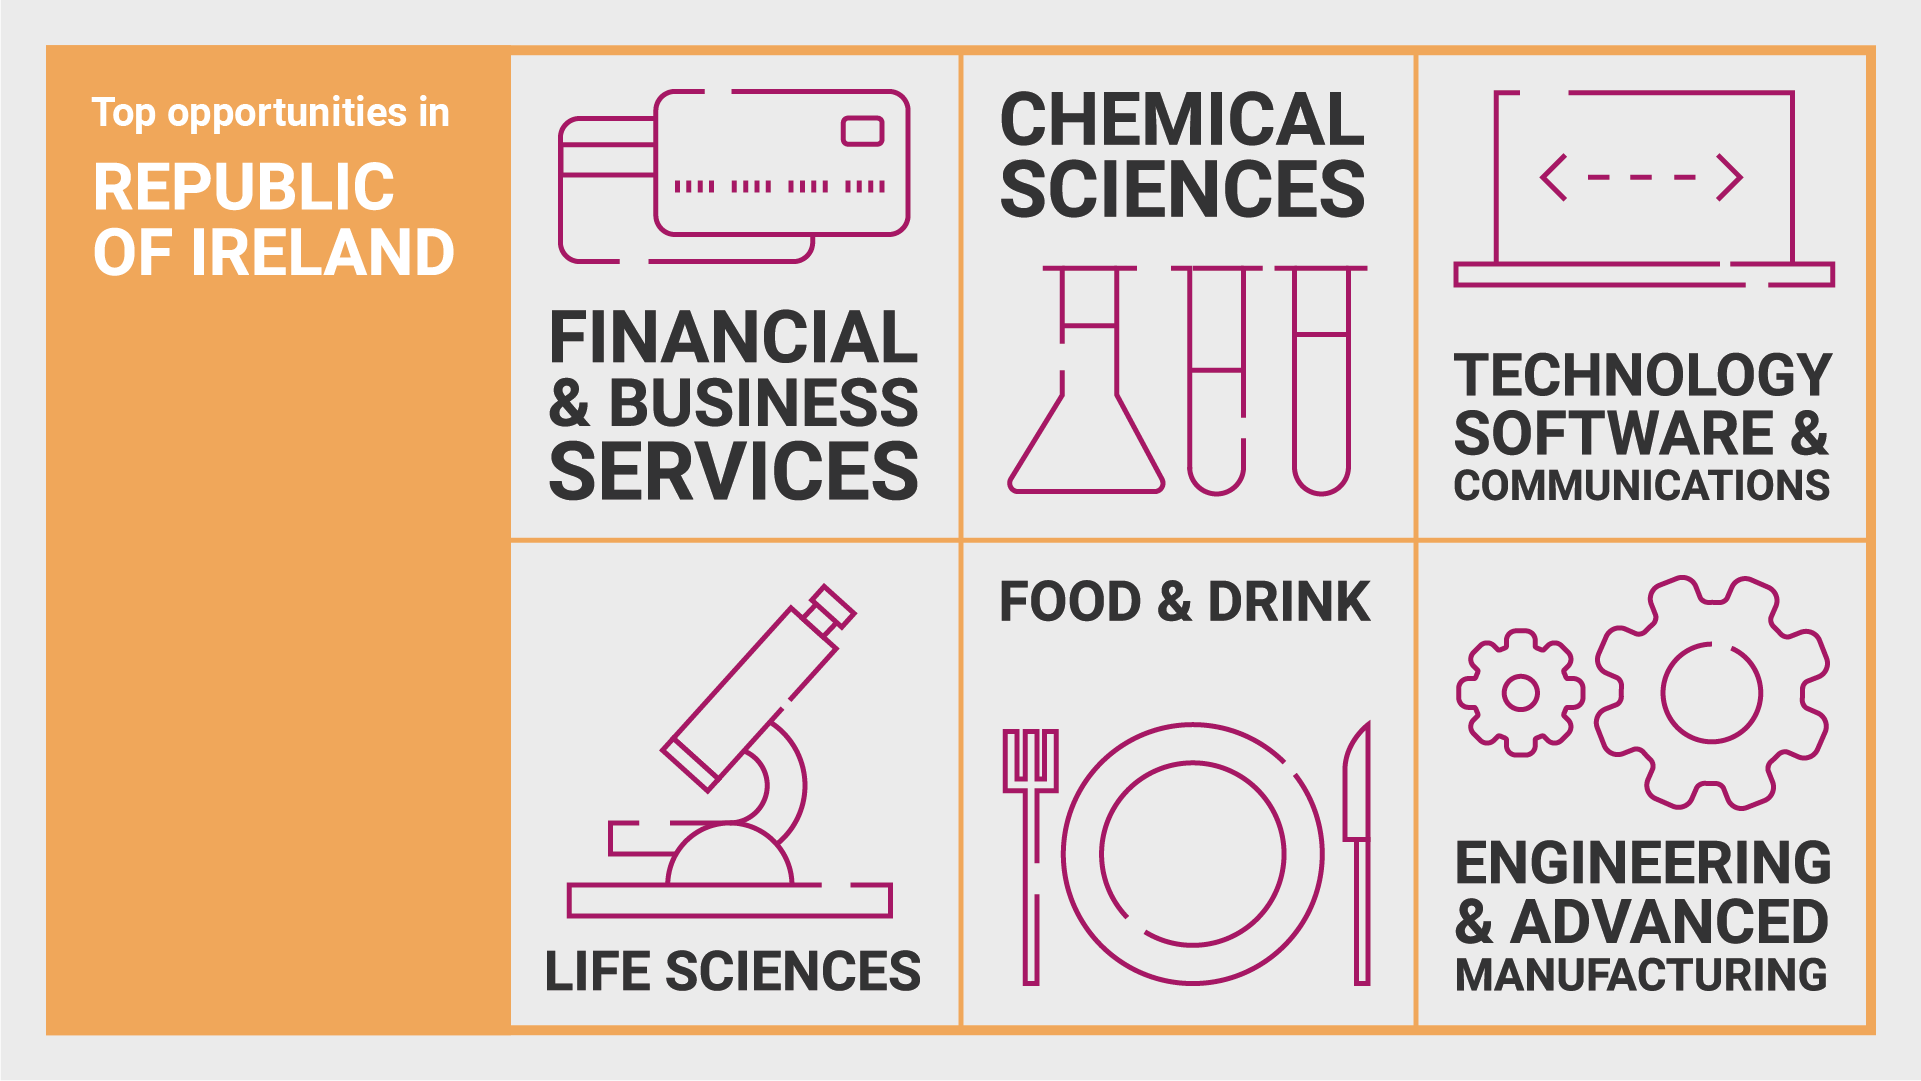 Top opportunities in
REPUBLIC
OF IRELAND
FINANCIAL
& BUSINESS
SERVICES
CHEMICAL
SCIENCES
TECHNOLOGY
SOFTWARE &
COMMUNICATIONS
LIFE SCIENCES
FOOD & DRINK
ENGINEERING
& ADVANCED
MANUFACTURING